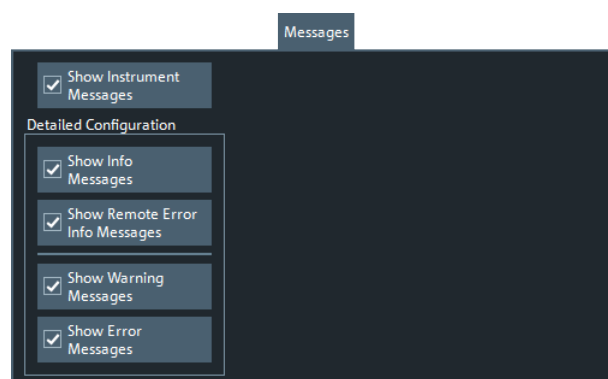 Messages
Show Instrument
Messages
Detailed Configuration
Show Info
Messages
Show Remote Error
Info Messages
Show Warning
Messages
Show Error
Messages